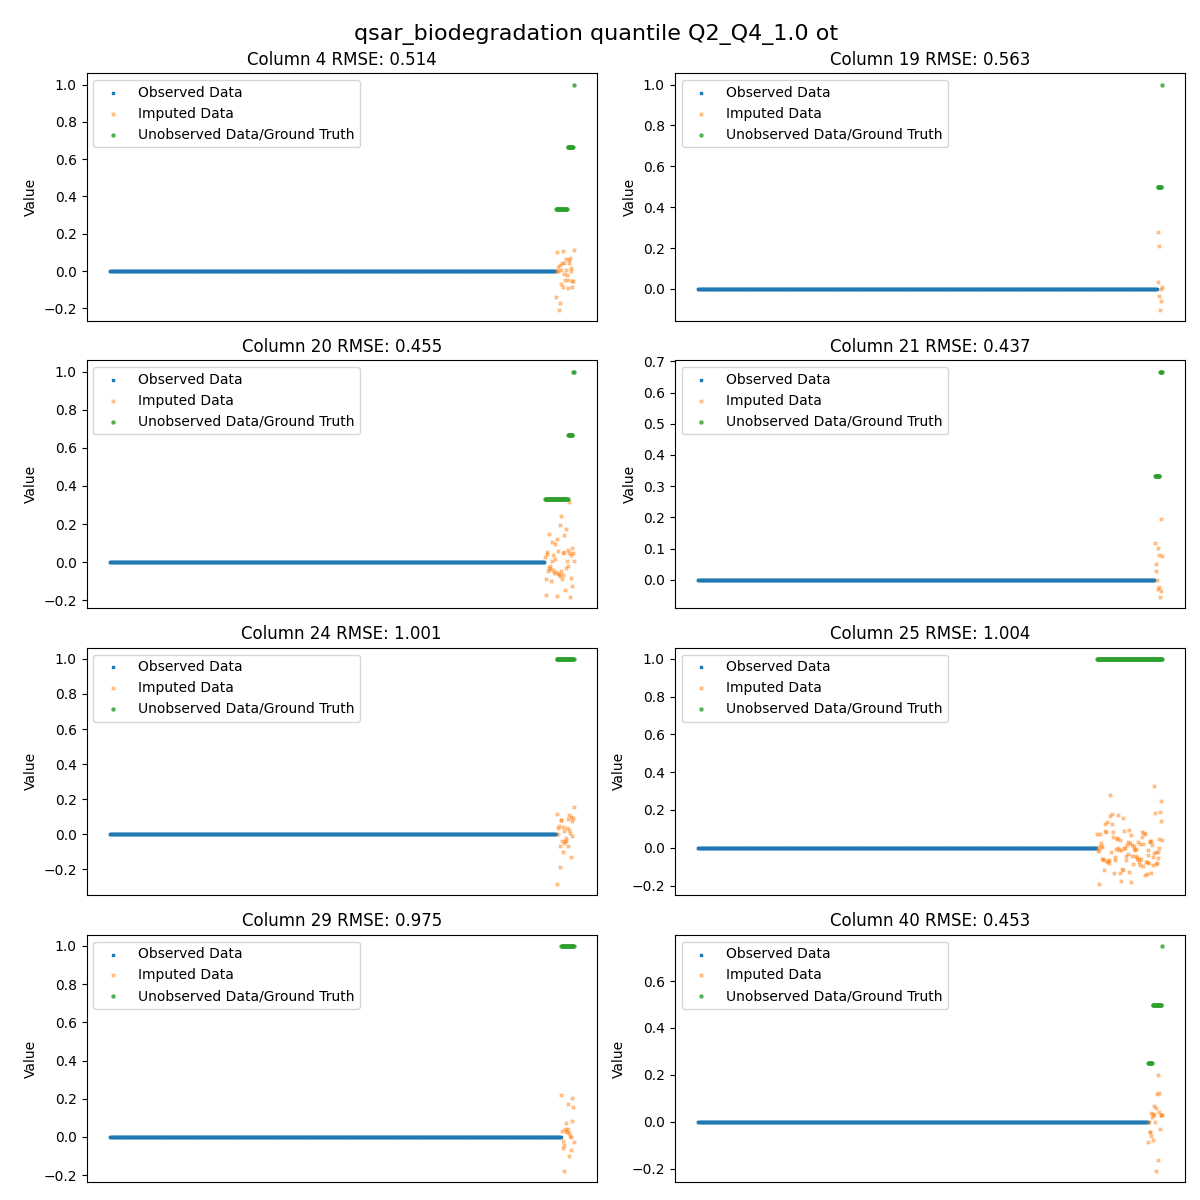 qsar_biodegradation quantile Q2_Q4_1.0 ot
Column 4 RMSE: 0.514
Value
1.0
0.8
0.6
0.4
0.2
0.0
−0.2
Observed Data
Imputed Data
Unobserved Data/Ground Truth
Column 19 RMSE: 0.563
Value
1.0
0.8
0.6
0.4
0.2
0.0
Observed Data
Imputed Data
Unobserved Data/Ground Truth
Column 20 RMSE: 0.455
Value
1.0
0.8
0.6
0.4
0.2
0.0
−0.2
Observed Data
Imputed Data
Unobserved Data/Ground Truth
Column 21 RMSE: 0.437
Value
0.7
0.6
0.5
0.4
0.3
0.2
0.1
0.0
Observed Data
Imputed Data
Unobserved Data/Ground Truth
Column 24 RMSE: 1.001
Value
1.0
0.8
0.6
0.4
0.2
0.0
−0.2
Observed Data
Imputed Data
Unobserved Data/Ground Truth
Column 25 RMSE: 1.004
Value
1.0
0.8
0.6
0.4
0.2
0.0
−0.2
Observed Data
Imputed Data
Unobserved Data/Ground Truth
Column 29 RMSE: 0.975
Value
1.0
0.8
0.6
0.4
0.2
0.0
−0.2
Observed Data
Imputed Data
Unobserved Data/Ground Truth
Column 40 RMSE: 0.453
Value
0.6
0.4
0.2
0.0
−0.2
Observed Data
Imputed Data
Unobserved Data/Ground Truth